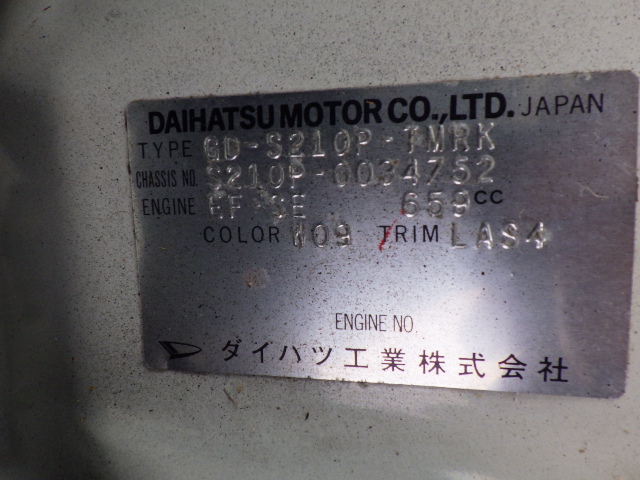 DAIHATSU MOTOR CO.,LTD. JAPAN
TYPE GD-S210P-TMRK
CHASSIS NO. S210P-0034752
ENGINE EF-SE 659cc
COLOR W09 TRIM LAS4
ENGINE NO.
ダイハツ工業株式会社